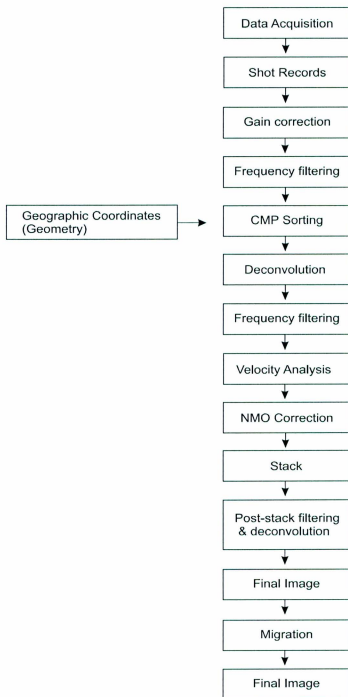 Data Acquisition
Shot Records
Gain correction
Frequency filtering
Geographic Coordinates
(Geometry)
CMP Sorting
Deconvolution
Frequency filtering
Velocity Analysis
NMO Correction
Stack
Post-stack filtering
& deconvolution
Final Image
Migration
Final Image